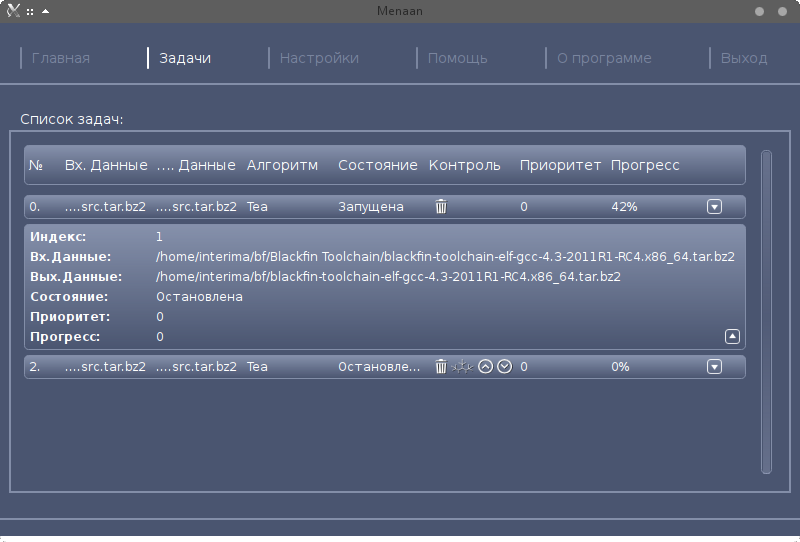 Menaan
Главная Задачи Настройки Помощь О программе Выход
Список задач:
№ Вх. Данные .... Данные Алгоритм Состояние Контроль Приоритет Прогресс
0. ....src.tar.bz2 ....src.tar.bz2 Tea Запущена 0 42%
Индекс: 1
Вх.Данные: /home/interima/bf/Blackfin Toolchain/blackfin-toolchain-elf-gcc-4.3-2011R1-RC4.x86_64.tar.bz2
Вых.Данные: /home/interima/blackfin-toolchain-elf-gcc-4.3-2011R1-RC4.x86_64.tar.bz2
Состояние: Остановлена
Приоритет: 0
Прогресс: 0
2. ....src.tar.bz2 ....src.tar.bz2 Tea Остановле... 0 0%